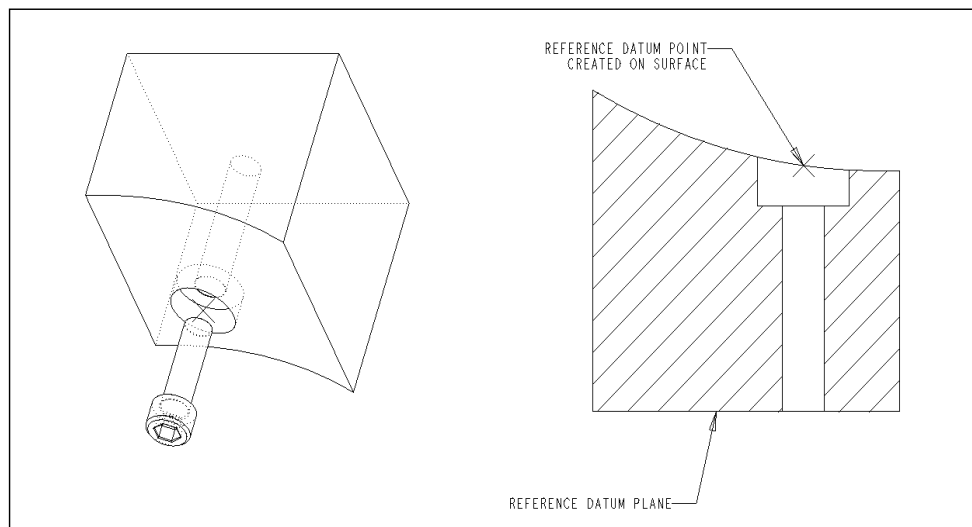 REFERENCE DATUM POINT
CREATED ON SURFACE
REFERENCE DATUM PLANE